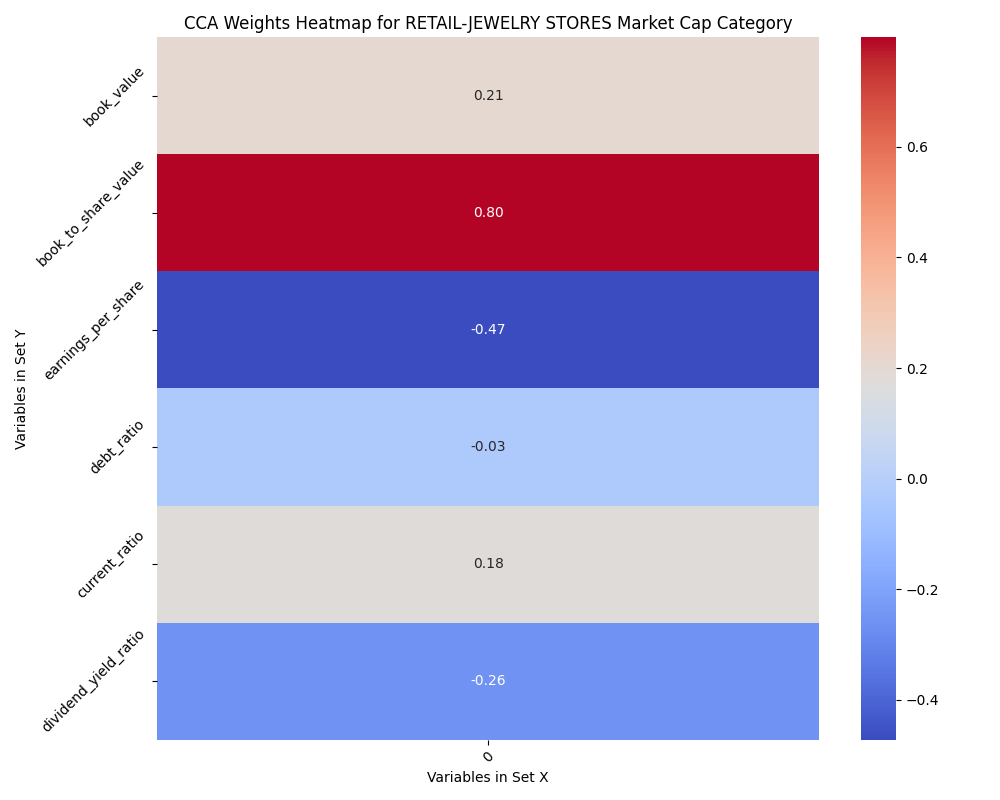 CCA Weights Heatmap for RETAIL-JEWELRY STORES Market Cap Category
Variables in Set Y
book_value
0.21
book_to_share_value
0.80
earnings_per_share
-0.47
debt_ratio
-0.03
current_ratio
0.18
dividend_yield_ratio
-0.26
0
Variables in Set X
0.6
0.4
0.2
0.0
−0.2
−0.4